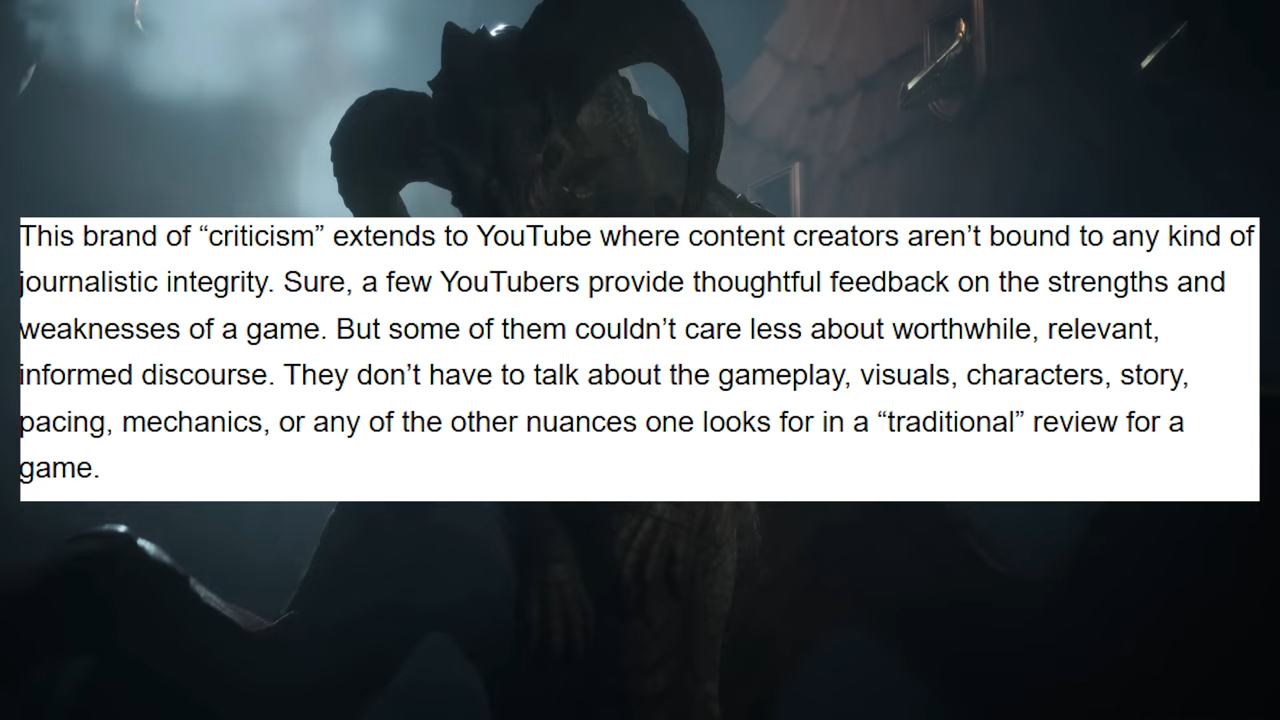 This brand of “criticism” extends to YouTube where content creators aren’t bound to any kind of
journalistic integrity. Sure, a few YouTubers provide thoughtful feedback on the strengths and
weaknesses of a game. But some of them couldn’t care less about worthwhile, relevant,
informed discourse. They don’t have to talk about the gameplay, visuals, characters, story,
pacing, mechanics, or any of the other nuances one looks for in a “traditional” review for a
game.